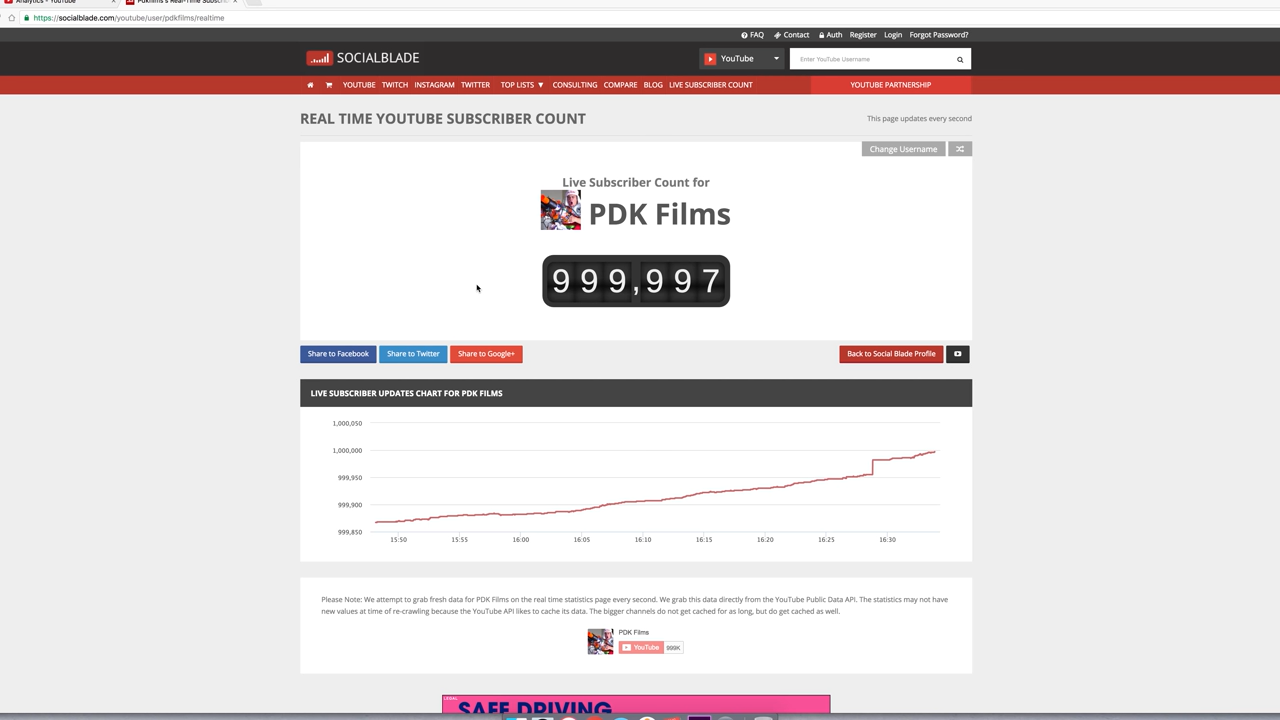 Analytics - YouTube
Pdkfilms's Real-Time Subscri
https://socialblade.com/youtube/user/pdkfilms/realtime
FAQ Contact Auth Register Login Forgot Password?
SOCIALBLADE
YouTube
Enter YouTube Username
YOUTUBE TWITCH INSTAGRAM TWITTER TOP LISTS ▼ CONSULTING COMPARE BLOG LIVE SUBSCRIBER COUNT YOUTUBE PARTNERSHIP
REAL TIME YOUTUBE SUBSCRIBER COUNT
This page updates every second
Change Username
Live Subscriber Count for
PDK Films
999,997
Share to Facebook Share to Twitter Share to Google+ Back to Social Blade Profile
LIVE SUBSCRIBER UPDATES CHART FOR PDK FILMS
1,000,050
1,000,000
999,950
999,900
999,850
15:50 15:55 16:00 16:05 16:10 16:15 16:20 16:25 16:30
Please Note: We attempt to grab fresh data for PDK Films on the real time statistics page every second. We grab this data directly from the YouTube Public Data API. The statistics may not have
new values at time of re-crawling because the YouTube API likes to cache its data. The bigger channels do not get cached for as long, but do get cached as well.
PDK Films
YouTube 999K
LEGAL
SAFE DRIVING